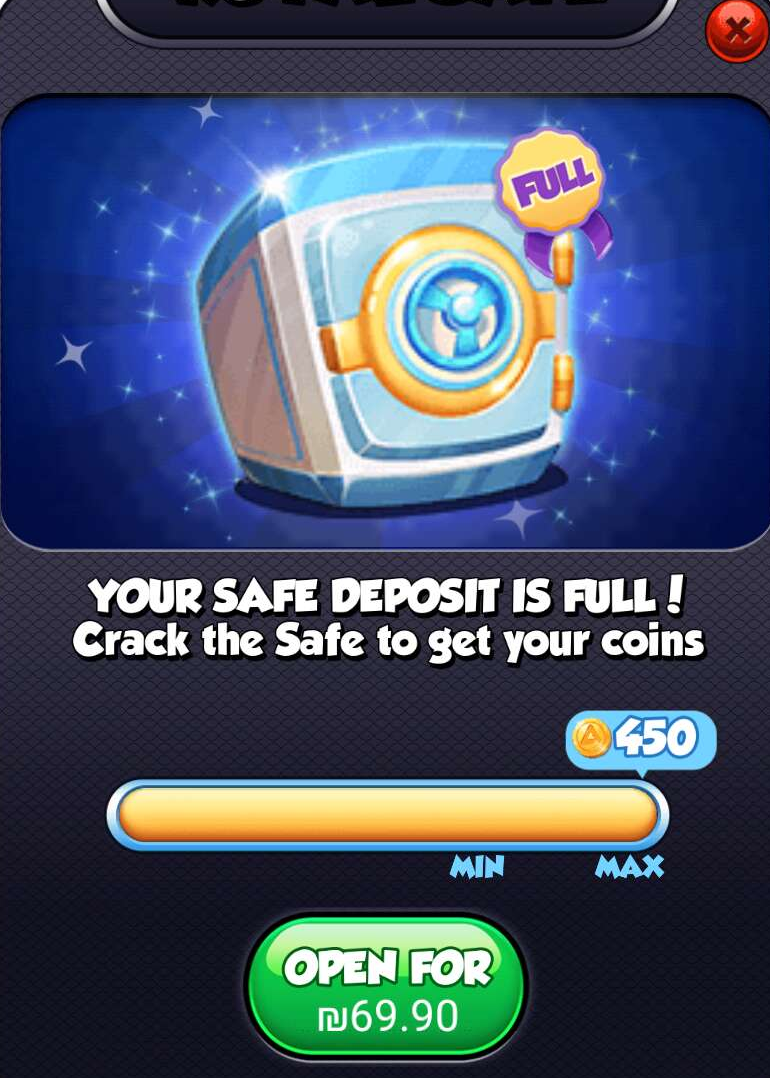 FULL
YOUR SAFE DEPOSIT IS FULL!
Crack the Safe to get your coins
450
MIN MAX
OPEN FOR
₪69.90